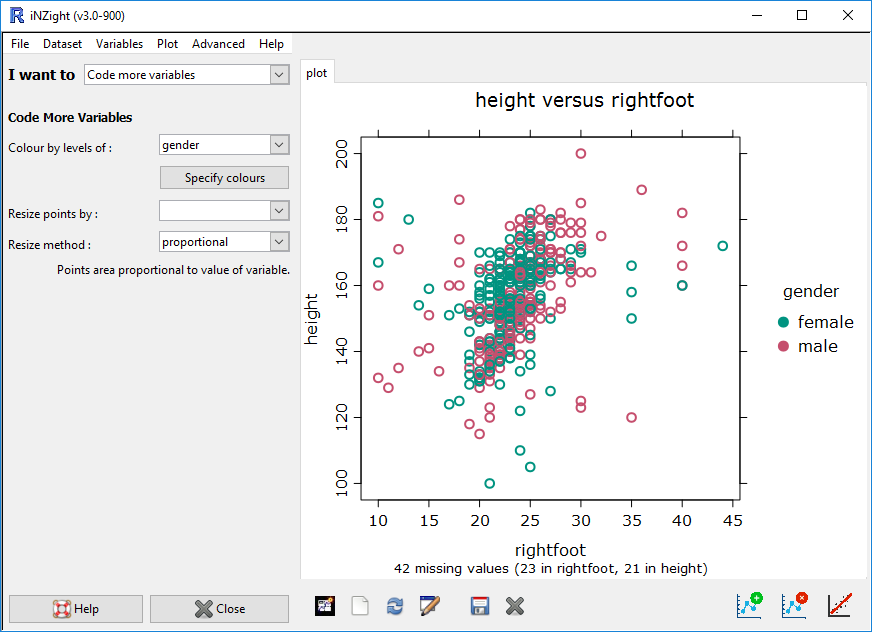 iNZight (v3.0-900)
File Dataset Variables Plot Advanced Help
I want to Code more variables
Code More Variables
Colour by levels of : gender
Specify colours
Resize points by :
Resize method : proportional
Points area proportional to value of variable.
Help Close
plot
height versus rightfoot
200
180
160
140
120
100
height
10 15 20 25 30 35 40 45
rightfoot
42 missing values (23 in rightfoot, 21 in height)
gender
female
male